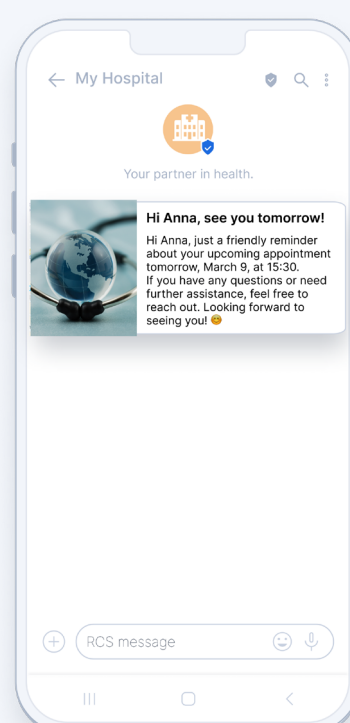 My Hospital
Your partner in health.
Hi Anna, see you tomorrow!
Hi Anna, just a friendly reminder
about your upcoming appointment
tomorrow, March 9, at 15:30.
If you have any questions or need
further assistance, feel free to
reach out. Looking forward to
seeing you! 😊
RCS message